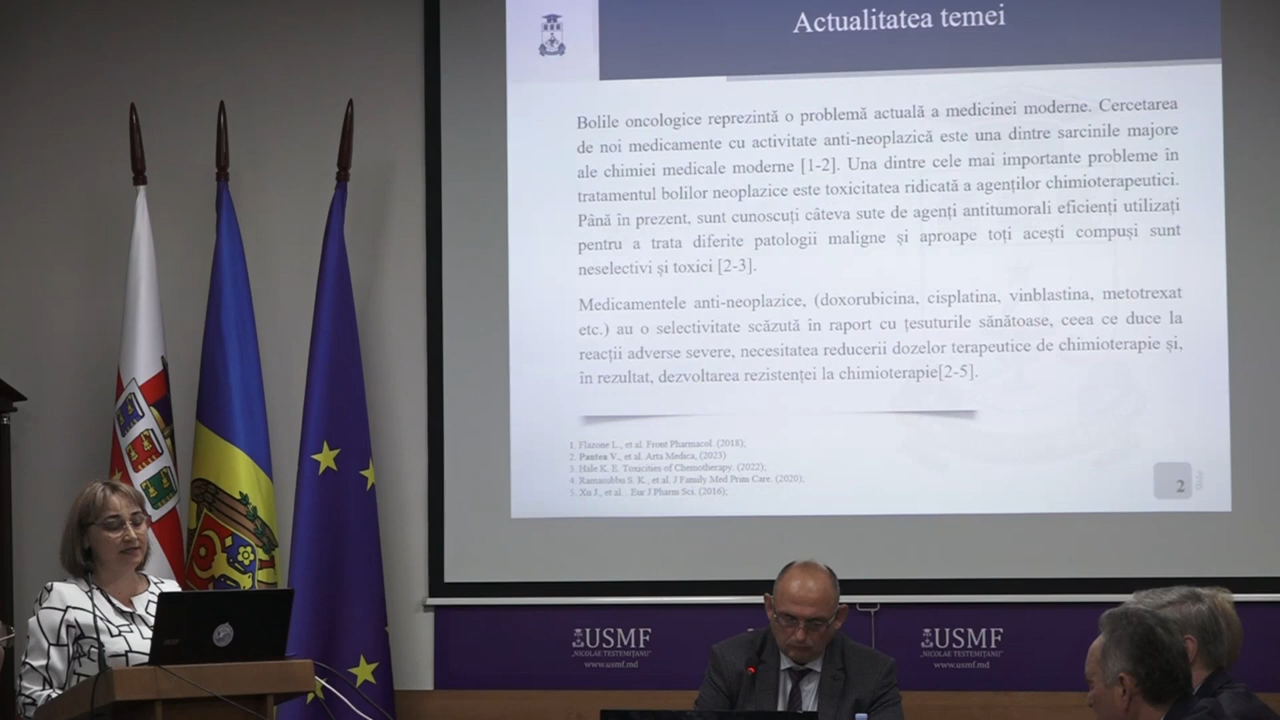 Actualitatea temei
Bolile oncologice reprezintă o problemă actuală a medicinei moderne. Cercetarea
de noi medicamente cu activitate anti-neoplazică este una dintre sarcinile majore
ale chimiei medicale moderne [1-2]. Una dintre cele mai importante probleme în
tratamentul bolilor neoplazice este toxicitatea ridicată a agenților chimioterapeutici.
Până în prezent, sunt cunoscuți câteva sute de agenți antitumorali eficienți utilizați
pentru a trata diferite patologii maligne și aproape toți acești compuși sunt
neselectivi și toxici [2-3].
Medicamentele anti-neoplazice, (doxorubicina, cisplatina, vinblastina, metotrexat
etc.) au o selectivitate scăzută în raport cu țesuturile sănătoase, ceea ce duce la
reacții adverse severe, necesitatea reducerii dozelor terapeutice de chimioterapie și,
în rezultat, dezvoltarea rezistenței la chimioterapie[2-5].
1. Flazone L., et al. Front Pharmacol. (2018);
2. Pantea V., et al. Arta Medica, (2023)
3. Hale K. E. Toxicities of Chemotherapy. (2022);
4. Ramasubbu S. K., et al. J Family Med Prim Care. (2020);
5. Xu J., et al. . Eur J Pharm Sci. (2016);
2
USMF
"NICOLAE TESTEMIȚANU"
www.usmf.md
USMF
"NICOLAE TESTEMIȚANU"
www.usmf.md